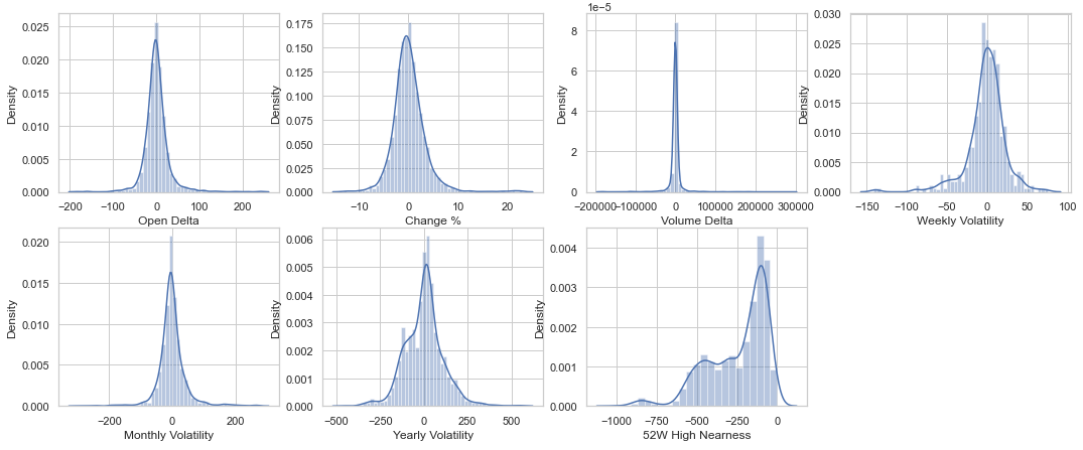 1e−5
Density
0.025
0.020
0.015
0.010
0.005
0.000
−200 −100 0 100 200
Open Delta
Density
0.175
0.150
0.125
0.100
0.075
0.050
0.025
0.000
−10 0 10 20
Change %
Density
8
6
4
2
0
−200000 −100000 0 100000 200000 300000
Volume Delta
Density
0.030
0.025
0.020
0.015
0.010
0.005
0.000
−150 −100 −50 0 50 100
Weekly Volatility
Density
0.020
0.015
0.010
0.005
0.000
−200 0 200
Monthly Volatility
Density
0.006
0.005
0.004
0.003
0.002
0.001
0.000
−500 −250 0 250 500
Yearly Volatility
Density
0.004
0.003
0.002
0.001
0.000
−1000 −750 −500 −250 0
52W High Nearness